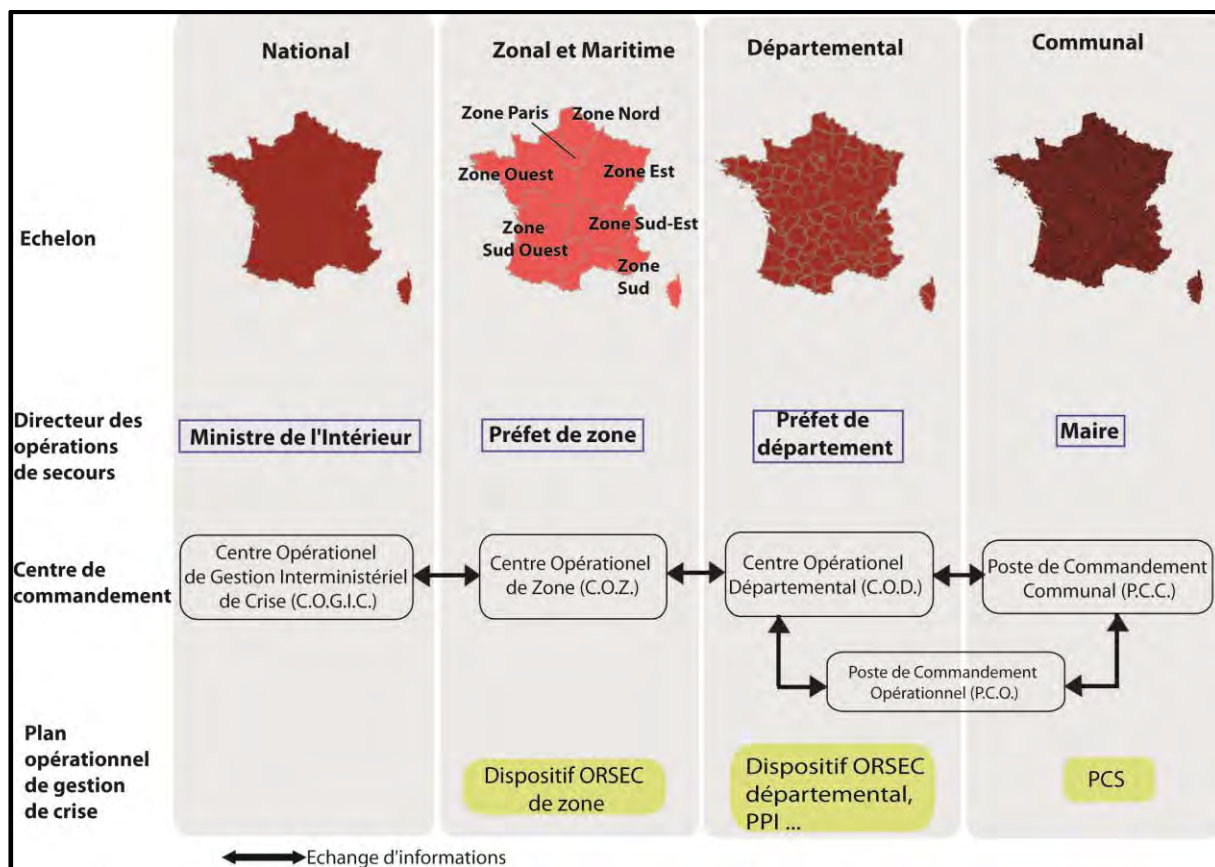 National
Zonal et Maritime
Départemental
Communal
Echelon
Zone Paris
Zone Nord
Zone Ouest
Zone Est
Zone
Sud Ouest
Zone Sud-Est
Zone
Sud
Directeur des
opérations
de secours
Ministre de l'Intérieur
Préfet de zone
Préfet de
département
Maire
Centre de
commandement
Centre Opérationel
de Gestion Interministériel
de Crise (C.O.G.I.C.)
Centre Opérationel
de Zone (C.O.Z.)
Centre Opérationel
Départemental (C.O.D.)
Poste de Commandement
Communal (P.C.C.)
Poste de Commandement
Opérationnel (P.C.O.)
Plan
opérationnel
de gestion
de crise
Dispositif ORSEC
de zone
Dispositif ORSEC
départemental,
PPI ...
PCS
Echange d'informations